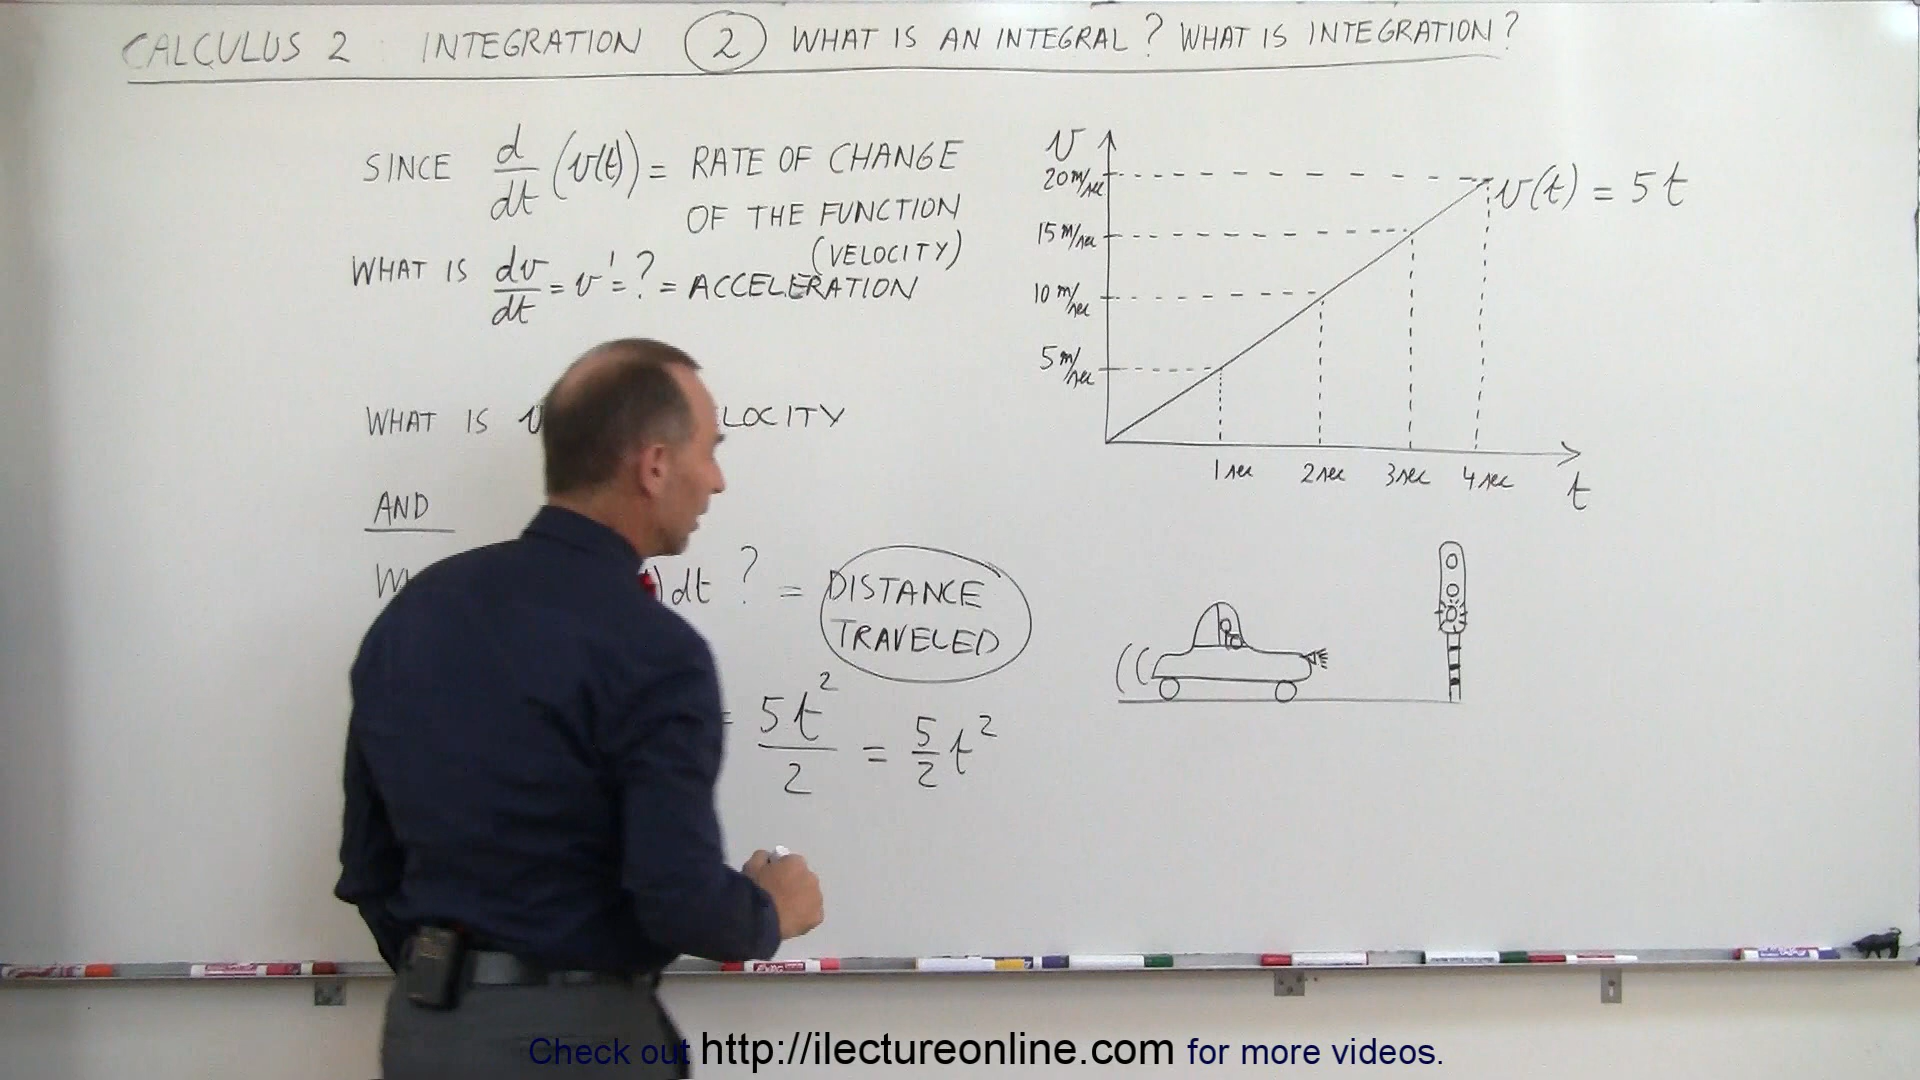 CALCULUS 2 : INTEGRATION 2 WHAT IS AN INTEGRAL? WHAT IS INTEGRATION?
SINCE d/dt (v(t)) = RATE OF CHANGE
OF THE FUNCTION
(VELOCITY)
WHAT IS dv/dt = v' = ? = ACCELERATION
WHAT IS v LOCITY
AND
dt ? = DISTANCE
TRAVELED
= 5t²/2 = 5/2 t²
v
20 m/sec
v(t) = 5t
15 m/sec
10 m/sec
5 m/sec
1 sec 2 sec 3 sec 4 sec
t
Check out http://ilectureonline.com for more videos.